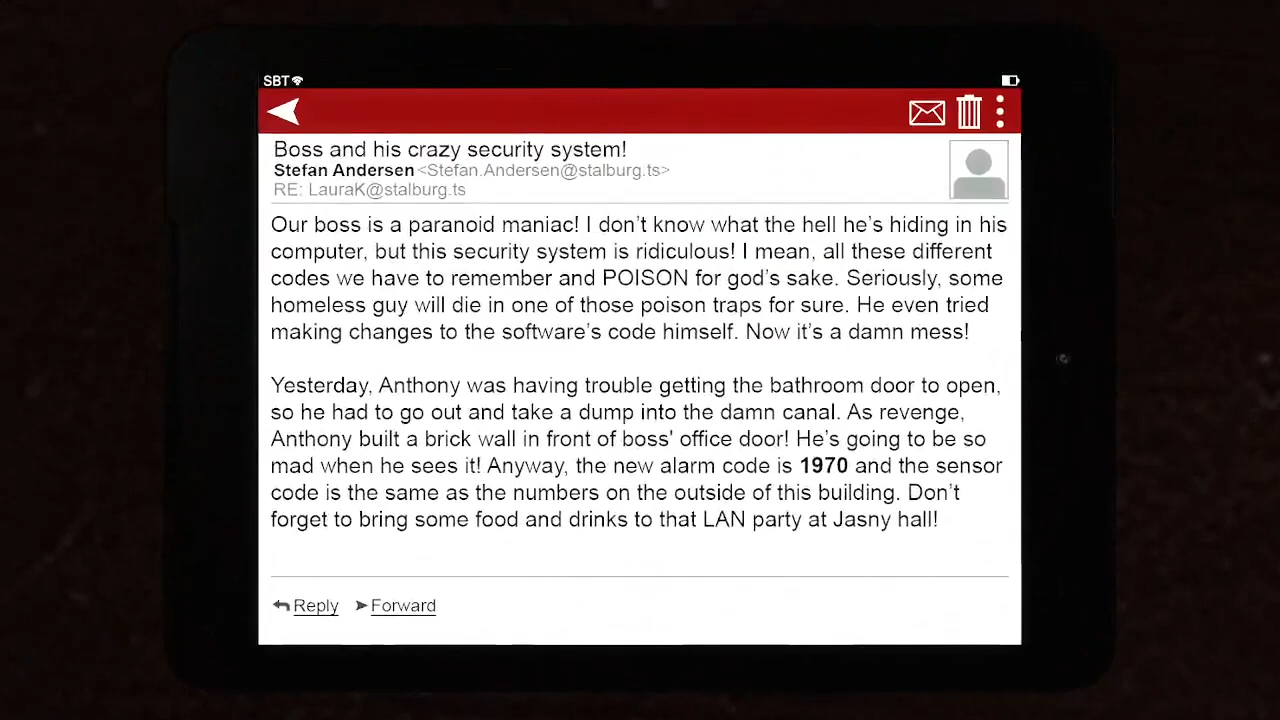 SBT
Boss and his crazy security system!
Stefan Andersen <Stefan.Andersen@stalburg.ts>
RE: LauraK@stalburg.ts
Our boss is a paranoid maniac! I don't know what the hell he's hiding in his
computer, but this security system is ridiculous! I mean, all these different
codes we have to remember and POISON for god's sake. Seriously, some
homeless guy will die in one of those poison traps for sure. He even tried
making changes to the software's code himself. Now it's a damn mess!
Yesterday, Anthony was having trouble getting the bathroom door to open,
so he had to go out and take a dump into the damn canal. As revenge,
Anthony built a brick wall in front of boss' office door! He's going to be so
mad when he sees it! Anyway, the new alarm code is 1970 and the sensor
code is the same as the numbers on the outside of this building. Don't
forget to bring some food and drinks to that LAN party at Jasny hall!
Reply Forward